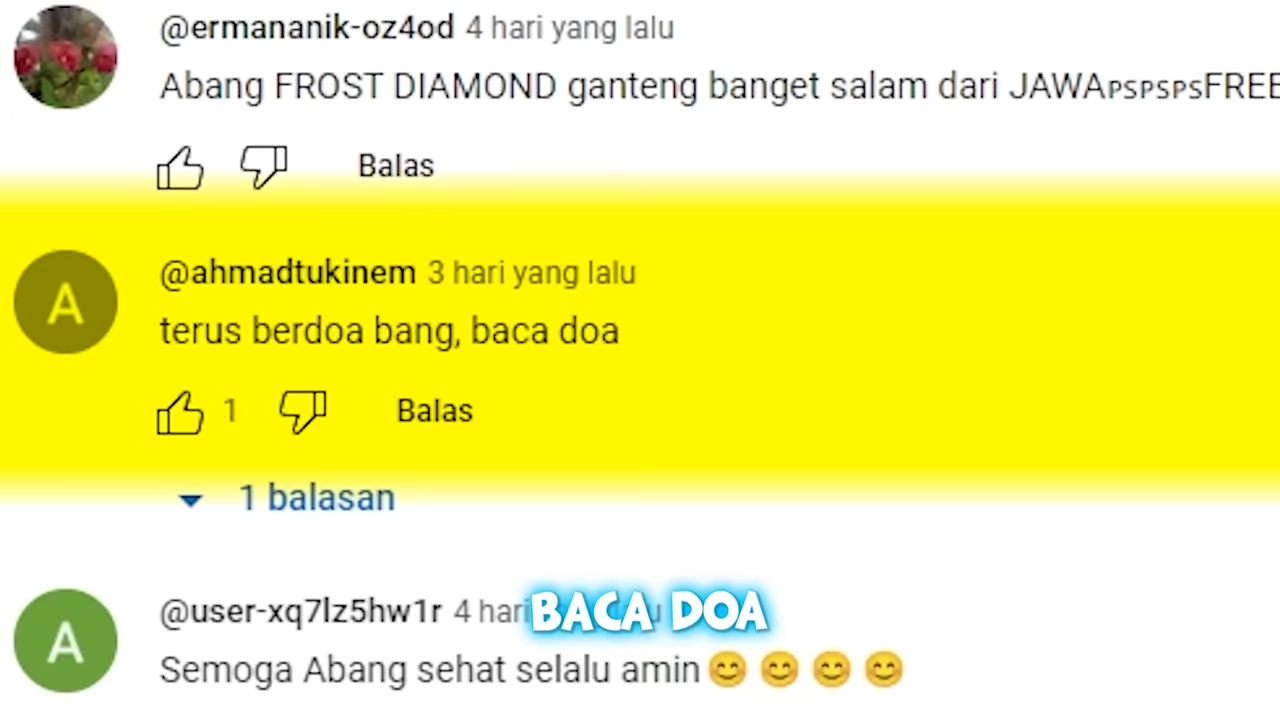 @ermananik-oz4od 4 hari yang lalu
Abang FROST DIAMOND ganteng banget salam dari JAWAPSPSPSFREE
Balas
A
@ahmadtukinem 3 hari yang lalu
terus berdoa bang, baca doa
1 Balas
1 balasan
A
@user-xq7lz5hw1r 4 hari
BACA DOA
Semoga Abang sehat selalu amin😊😊😊😊